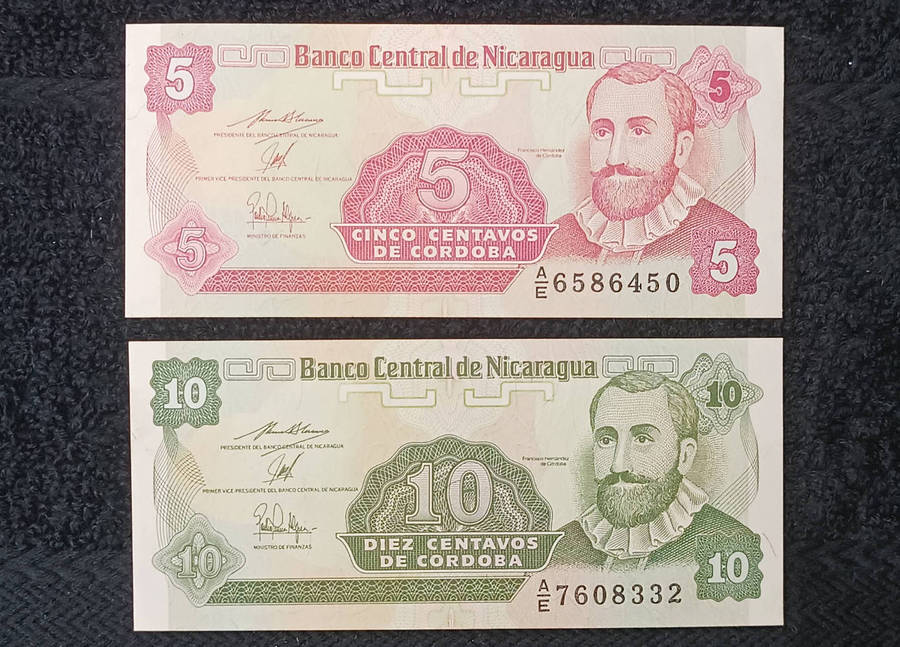 5
Banco Central de Nicaragua
5
PRESIDENTE DEL BANCO CENTRAL DE NICARAGUA
PRIMER VICE PRESIDENTE DEL BANCO CENTRAL DE NICARAGUA
MINISTRO DE FINANZAS
5
5
CINCO CENTAVOS
DE CORDOBA
Francisco Hernández
de Córdoba
A/E 6586450
5
10
Banco Central de Nicaragua
10
PRESIDENTE DEL BANCO CENTRAL DE NICARAGUA
PRIMER VICE PRESIDENTE DEL BANCO CENTRAL DE NICARAGUA
MINISTRO DE FINANZAS
10
10
DIEZ CENTAVOS
DE CORDOBA
Francisco Hernández
de Córdoba
A/E 7608332
10